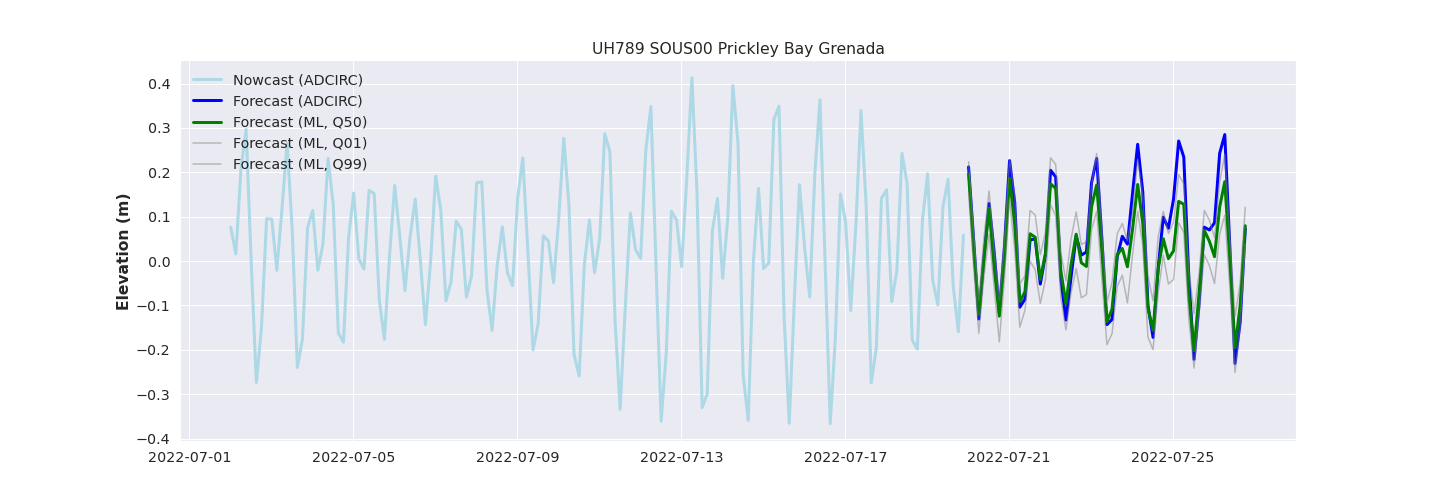 UH789 SOUS00 Prickley Bay Grenada
Nowcast (ADCIRC)
Forecast (ADCIRC)
Forecast (ML, Q50)
Forecast (ML, Q01)
Forecast (ML, Q99)
Elevation (m)
0.4
0.3
0.2
0.1
0.0
−0.1
−0.2
−0.3
−0.4
2022-07-01 2022-07-05 2022-07-09 2022-07-13 2022-07-17 2022-07-21 2022-07-25